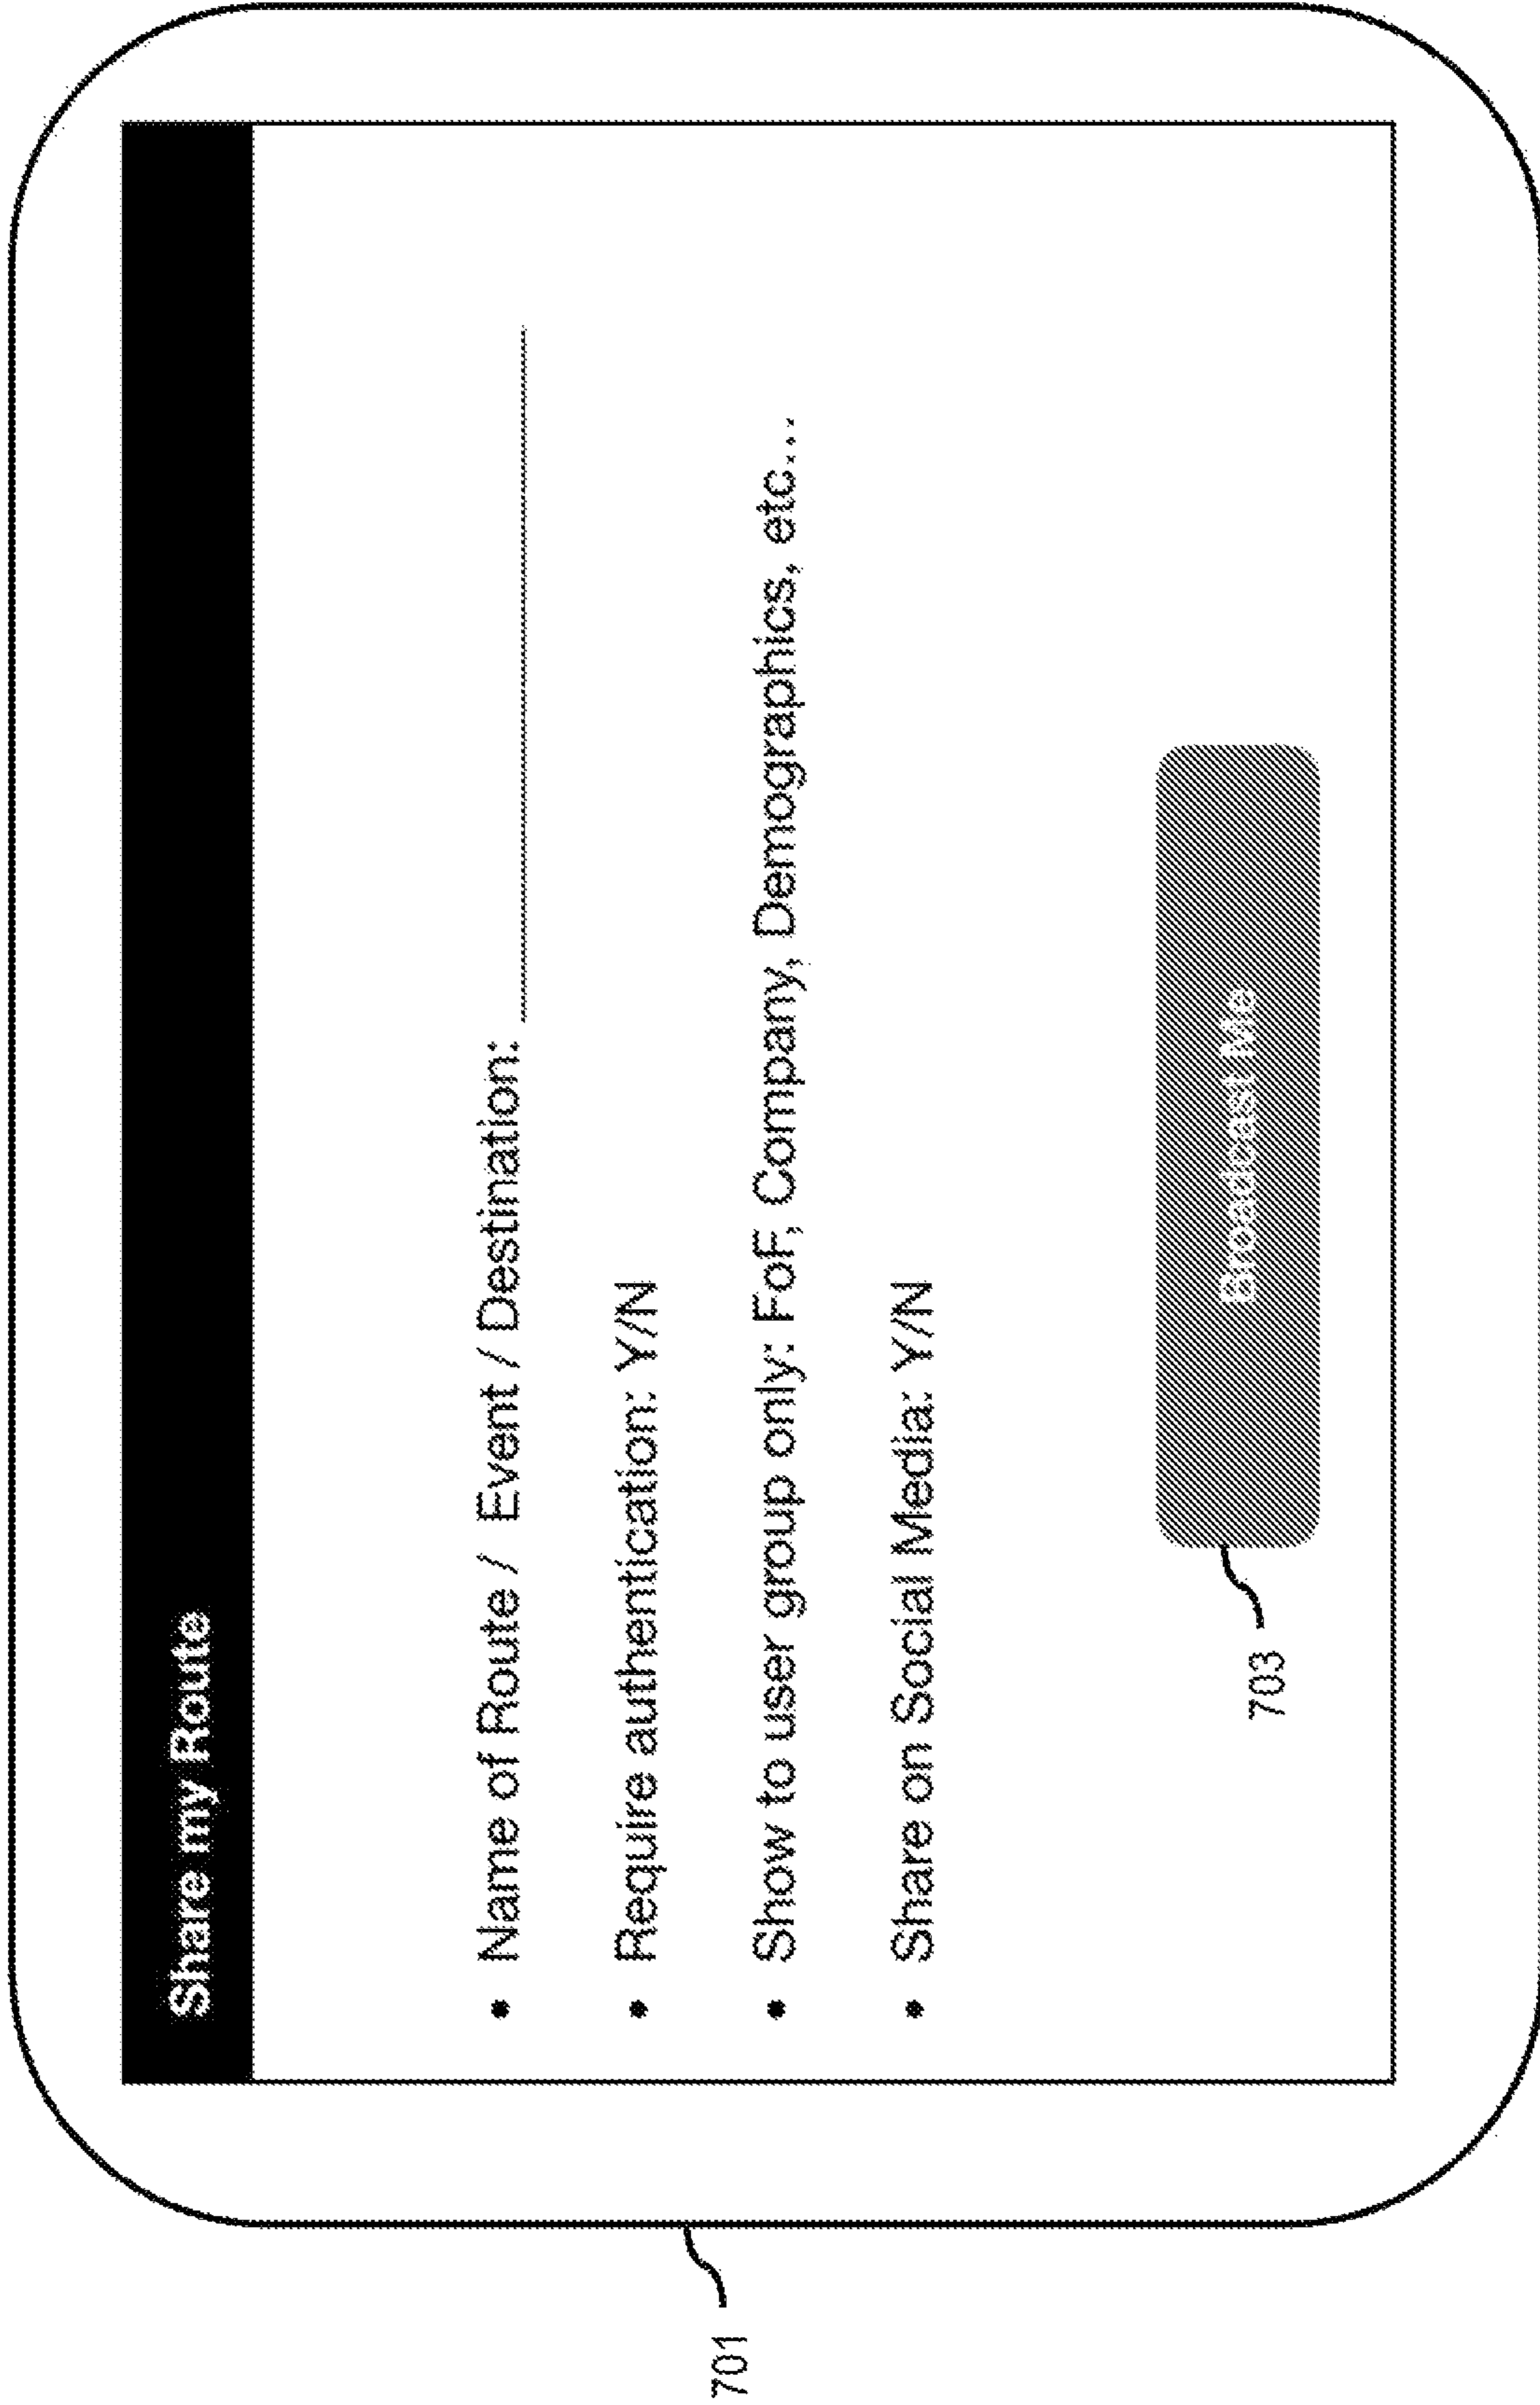 Share my Route
• Name of Route / Event / Destination: ____________________
• Require authentication: Y/N
• Show to user group only: FoF, Company, Demographics, etc...
• Share on Social Media: Y/N
Broadcast Me
703
701